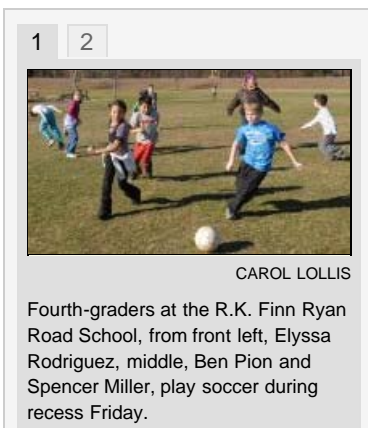 1 2
CAROL LOLLIS
Fourth-graders at the R.K. Finn Ryan
Road School, from front left, Elyssa
Rodriguez, middle, Ben Pion and
Spencer Miller, play soccer during
recess Friday.